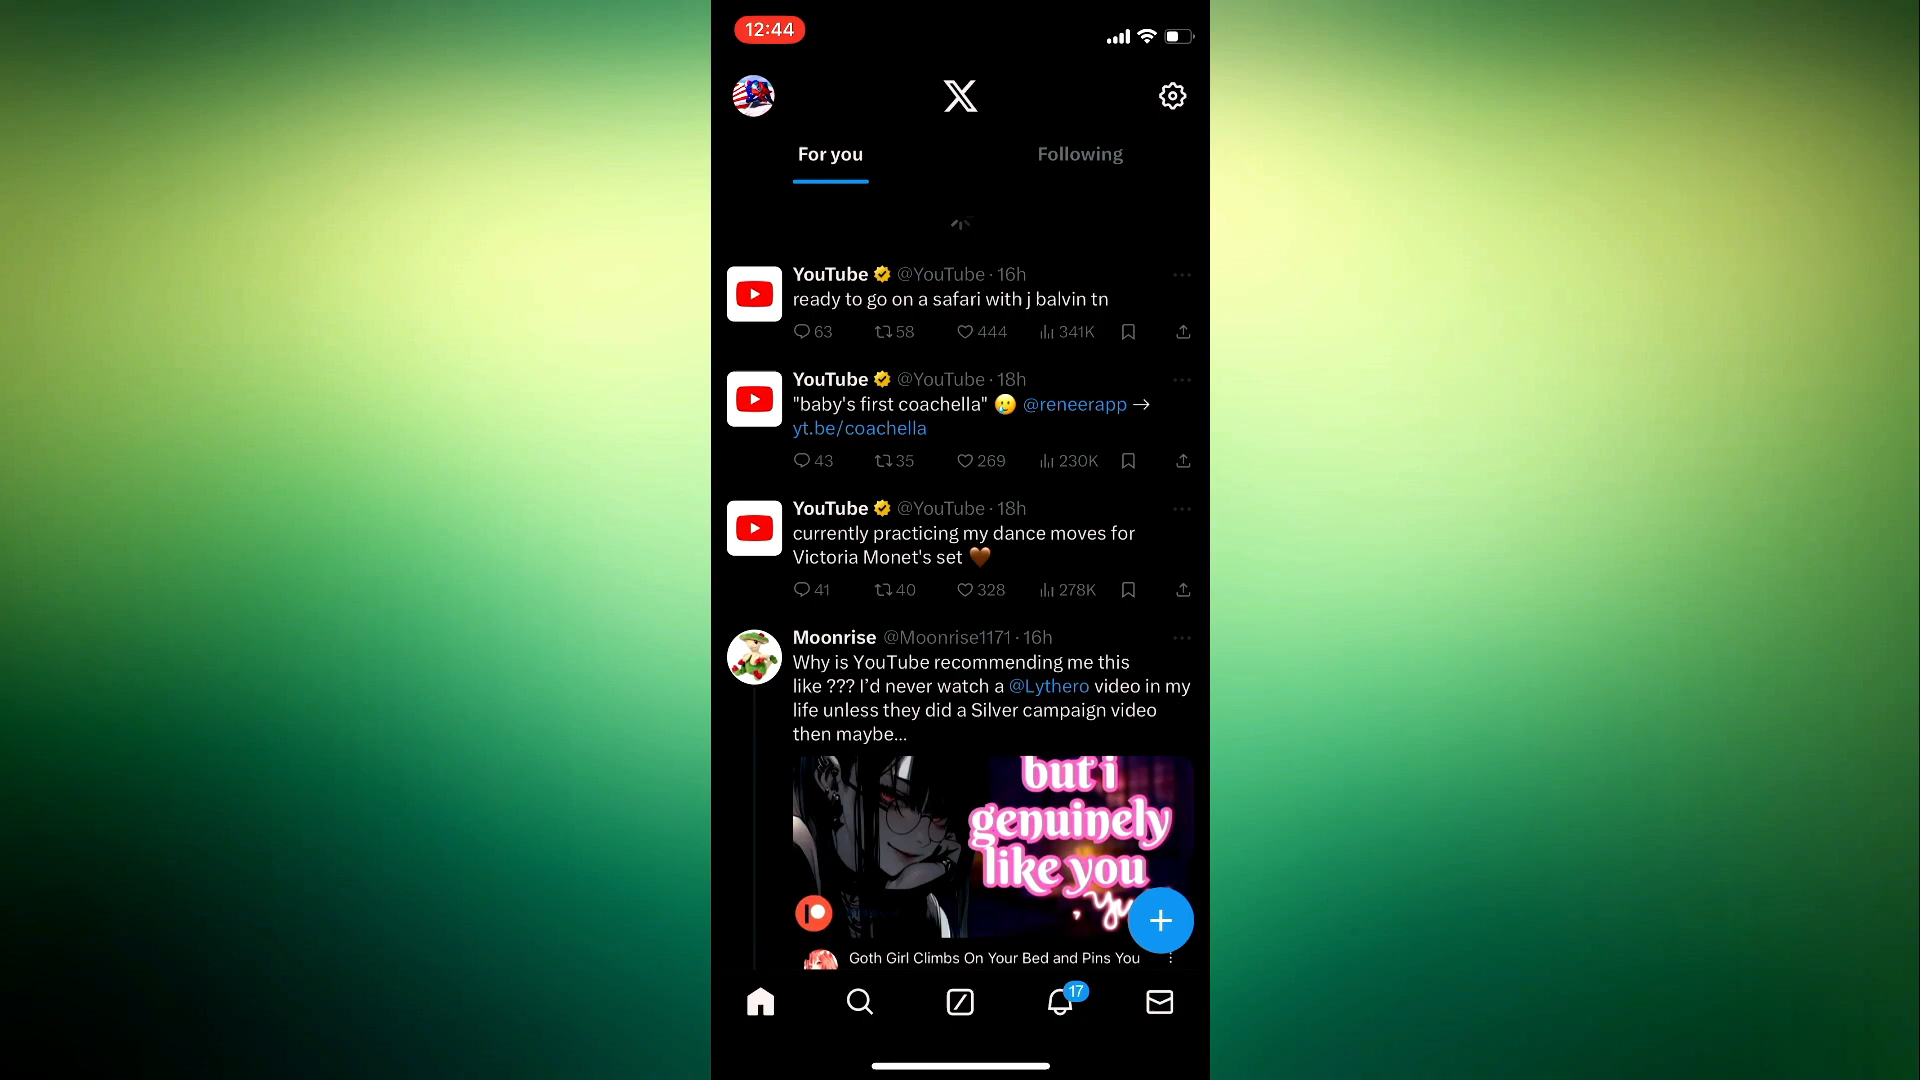 12:44
For you
Following
YouTube @YouTube · 16h
ready to go on a safari with j balvin tn
63 58 444 341K
YouTube @YouTube · 18h
"baby's first coachella" 🥲 @reneerapp →
yt.be/coachella
43 35 269 230K
YouTube @YouTube · 18h
currently practicing my dance moves for
Victoria Monet's set 🤎
41 40 328 278K
Moonrise @Moonrise1171 · 16h
Why is YouTube recommending me this
like ??? I’d never watch a @Lythero video in my
life unless they did a Silver campaign video
then maybe...
but i
genuinely
like you
Goth Girl Climbs On Your Bed and Pins You
17